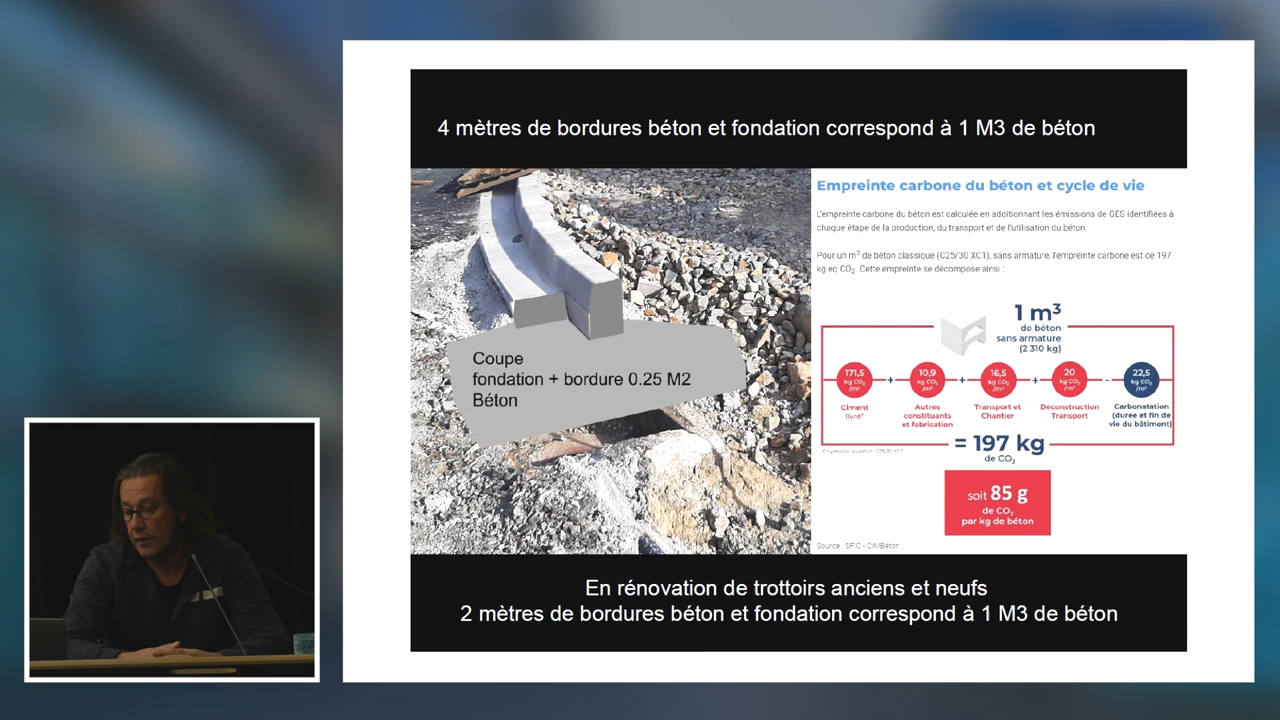 4 mètres de bordures béton et fondation correspond à 1 M3 de béton
Coupe
fondation + bordure 0.25 M2
Béton
Empreinte carbone du béton et cycle de vie
L'empreinte carbone du béton est calculée en additionnant les émissions de GES identifiées à
chaque étape de la production, du transport et de l'utilisation du béton.
Pour un m³ de béton classique (C25/30 XC1), sans armature, l'empreinte carbone est de 197
kg eq CO₂. Cette empreinte se décompose ainsi :
1 m³
de béton
sans armature
(2 310 kg)
171,5 kg CO₂ /m³ + 10,9 kg CO₂ /m³ + 16,5 kg CO₂ /m³ + 20 kg CO₂ /m³ - 22,5 kg CO₂ /m³
Ciment
livré*
Autres
constituants
et fabrication
Transport et
Chantier
Déconstruction
Transport
Carbonatation
(durée et fin de
vie du bâtiment)
= 197 kg
de CO₂
soit 85 g
de CO₂
par kg de béton
Source : SFIC - CIMBéton
En rénovation de trottoirs anciens et neufs
2 mètres de bordures béton et fondation correspond à 1 M3 de béton